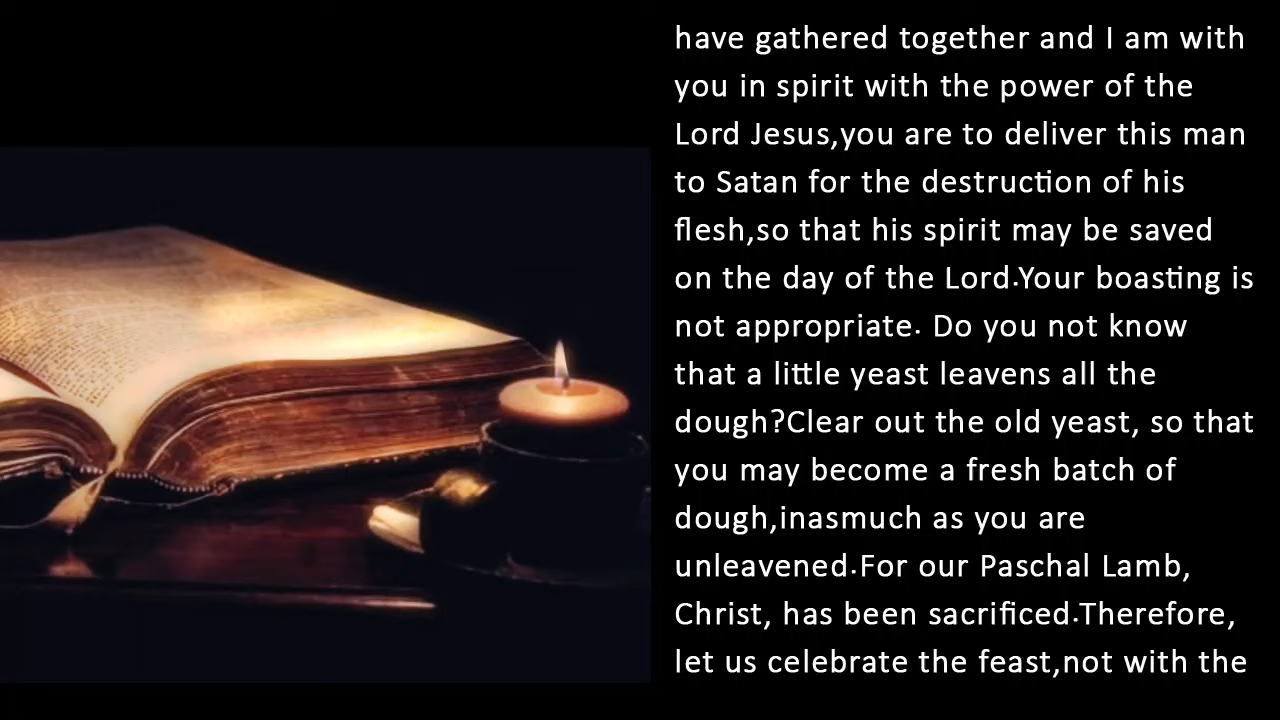 have gathered together and I am with
you in spirit with the power of the
Lord Jesus,you are to deliver this man
to Satan for the destruction of his
flesh,so that his spirit may be saved
on the day of the Lord.Your boasting is
not appropriate. Do you not know
that a little yeast leavens all the
dough?Clear out the old yeast, so that
you may become a fresh batch of
dough,inasmuch as you are
unleavened.For our Paschal Lamb,
Christ, has been sacrificed.Therefore,
let us celebrate the feast,not with the